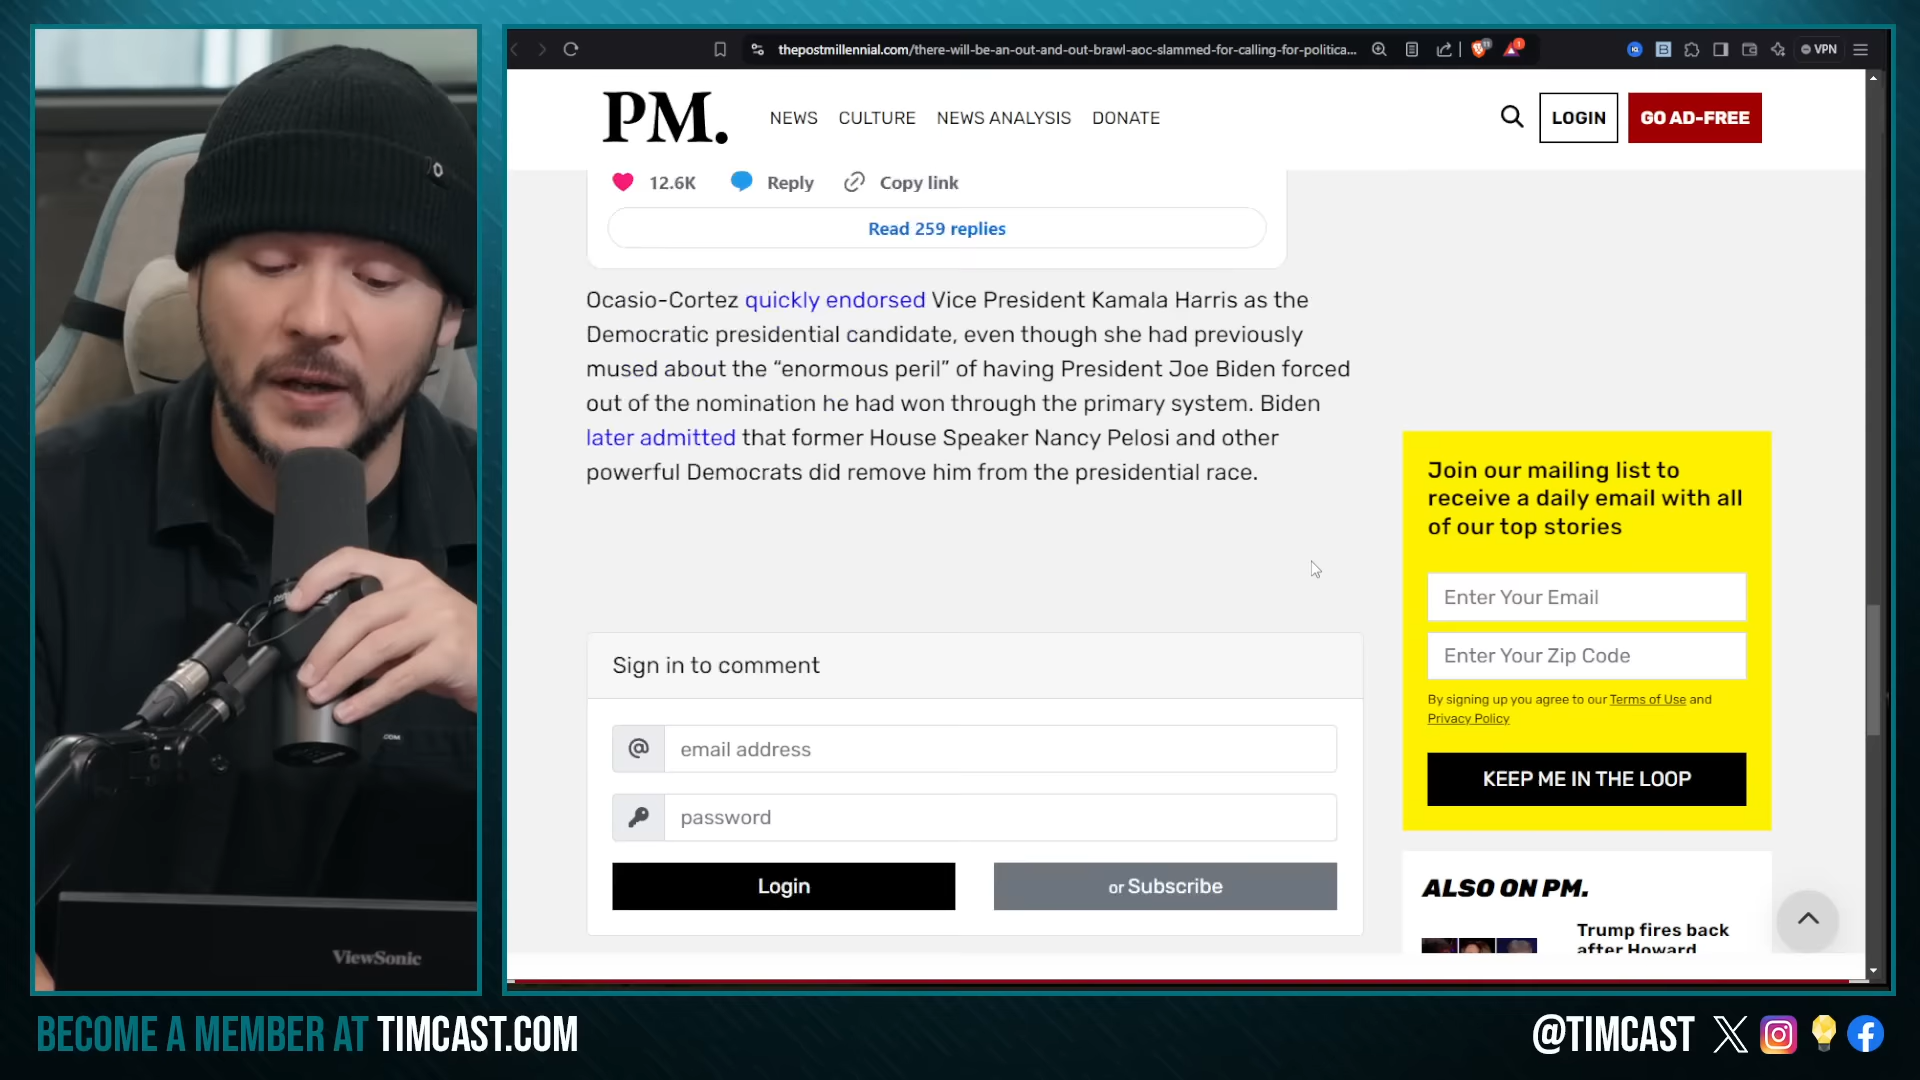 thepostmillennial.com/there-will-be-an-out-and-out-brawl-aoc-slammed-for-calling-for-politica...
VPN
PM.
NEWS
CULTURE
NEWS ANALYSIS
DONATE
LOGIN
GO AD-FREE
12.6K
Reply
Copy link
Read 259 replies
Ocasio-Cortez quickly endorsed Vice President Kamala Harris as the
Democratic presidential candidate, even though she had previously
mused about the “enormous peril” of having President Joe Biden forced
out of the nomination he had won through the primary system. Biden
later admitted that former House Speaker Nancy Pelosi and other
powerful Democrats did remove him from the presidential race.
Join our mailing list to
receive a daily email with all
of our top stories
Enter Your Email
Enter Your Zip Code
By signing up you agree to our Terms of Use and
Privacy Policy
KEEP ME IN THE LOOP
Sign in to comment
@ email address
password
Login
or Subscribe
ALSO ON PM.
Trump fires back
after Howard
ViewSonic
BECOME A MEMBER AT TIMCAST.COM
@TIMCAST